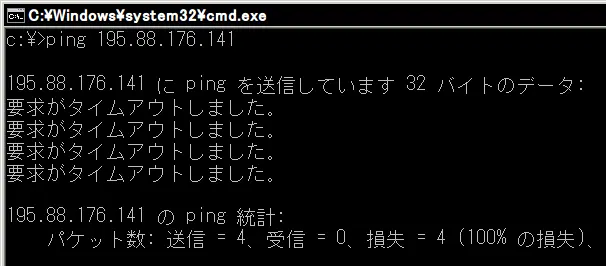 C:¥Windows¥system32¥cmd.exe
c:¥>ping 195.88.176.141
195.88.176.141 に ping を送信しています 32 バイトのデータ:
要求がタイムアウトしました。
要求がタイムアウトしました。
要求がタイムアウトしました。
要求がタイムアウトしました。
195.88.176.141 の ping 統計:
パケット数: 送信 = 4、受信 = 0、損失 = 4 (100% の損失)、